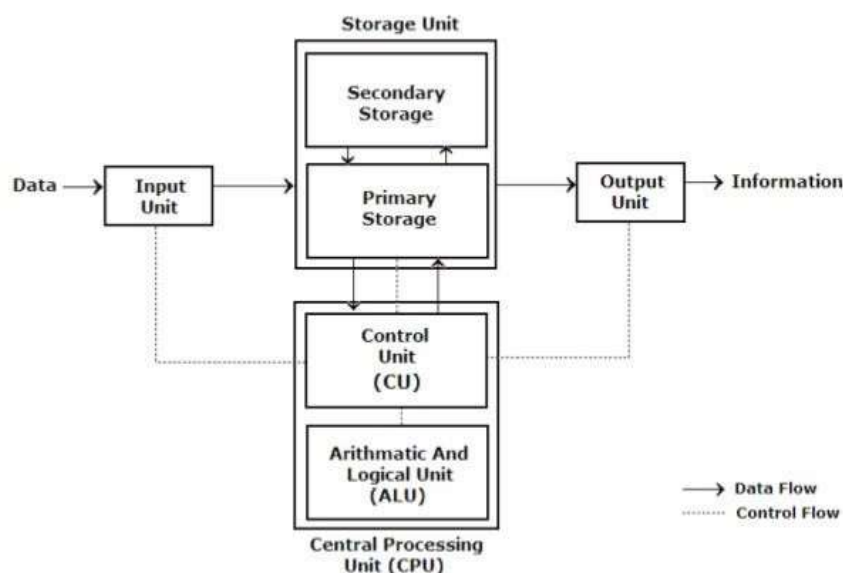 Storage Unit
Secondary
Storage
Data
Input
Unit
Primary
Storage
Output
Unit
Information
Control
Unit
(CU)
Arithmatic And
Logical Unit
(ALU)
Data Flow
Control Flow
Central Processing
Unit (CPU)